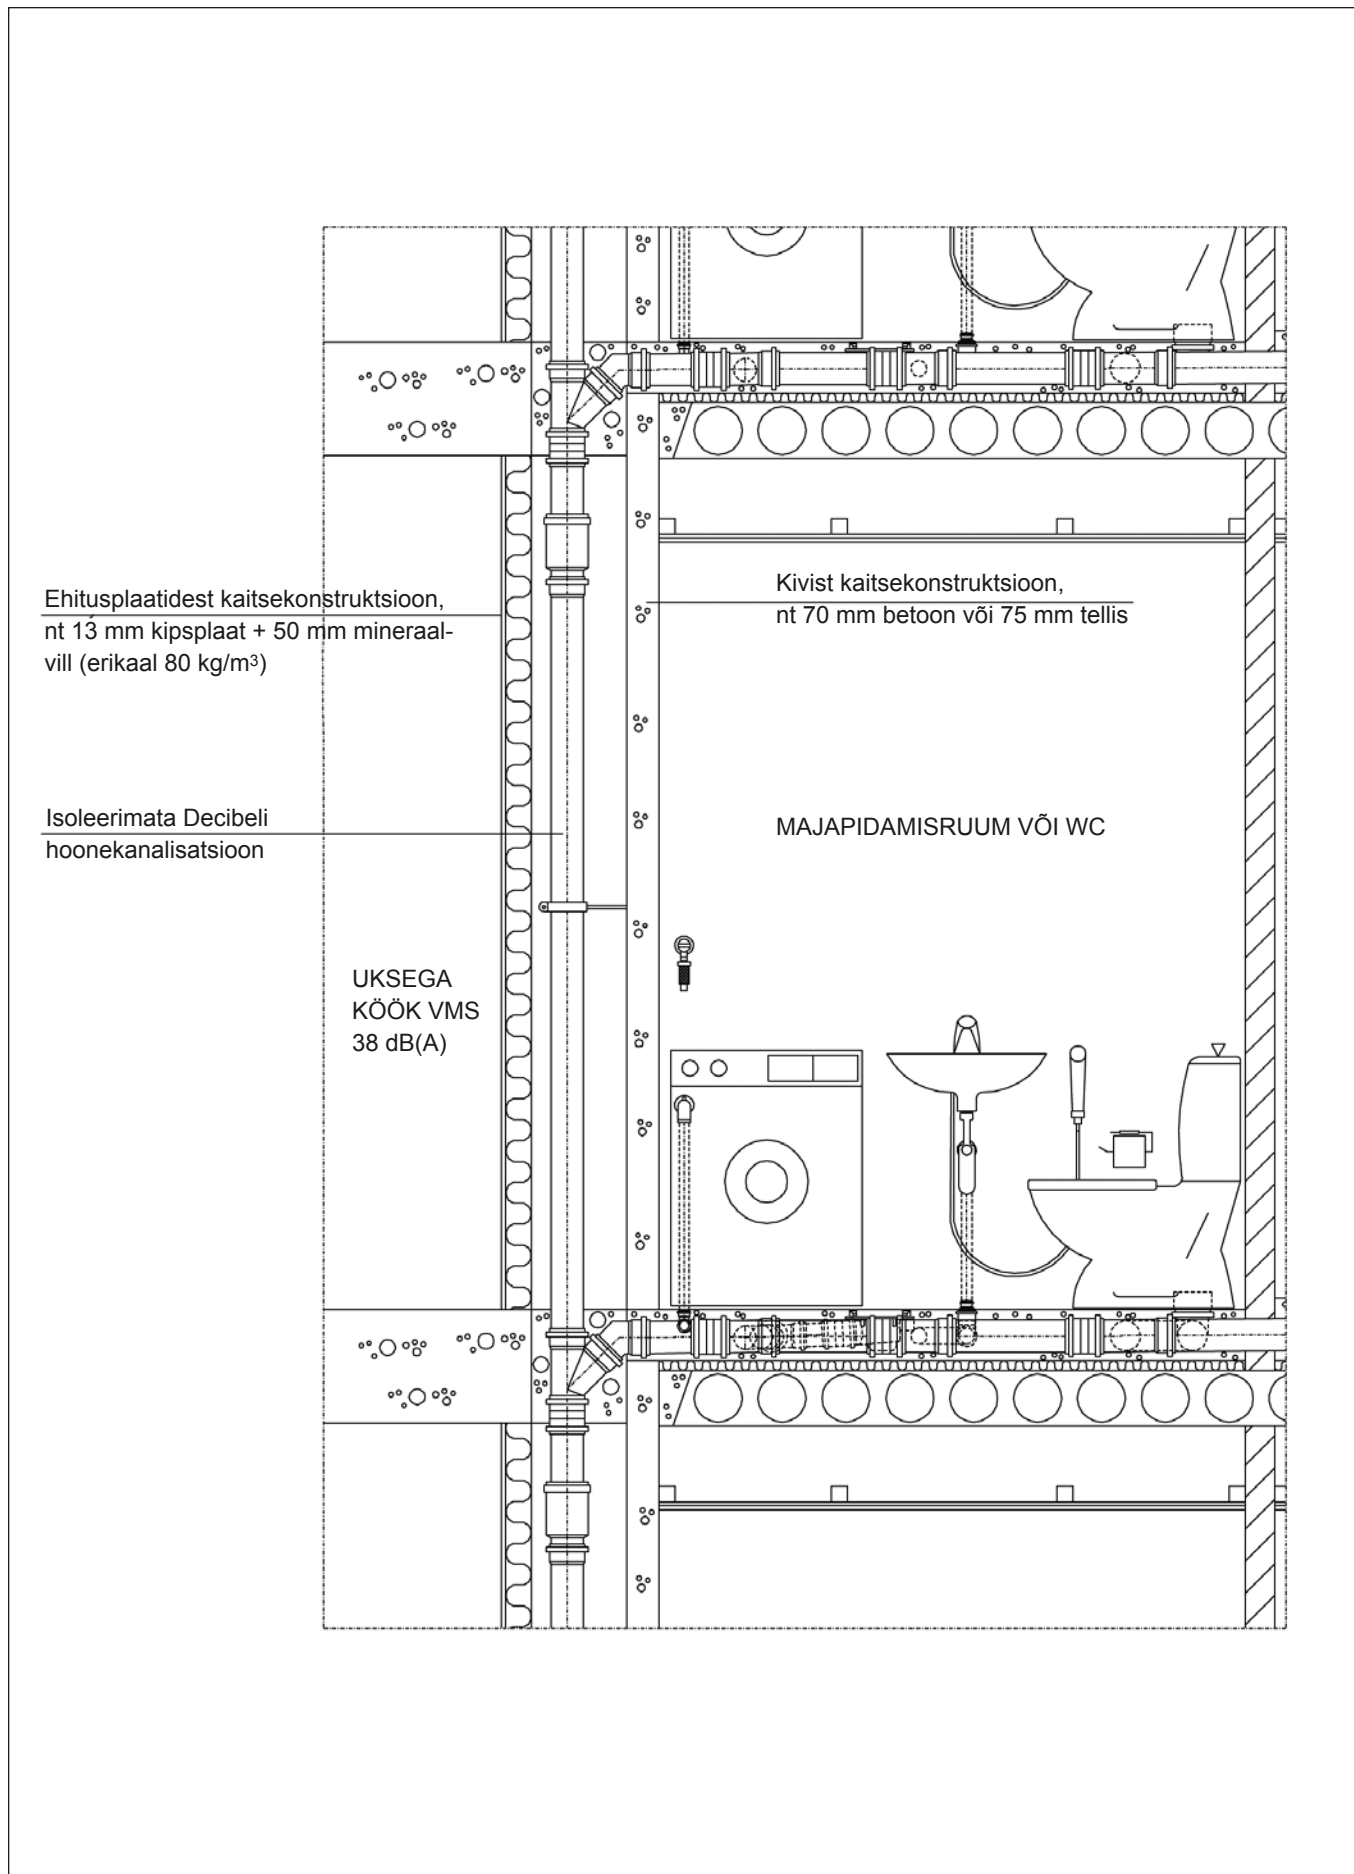 Ehitusplaatidest kaitsekonstruktsioon,
nt 13 mm kipsplaat + 50 mm mineraal-
vill (erikaal 80 kg/m³)
Kivist kaitsekonstruktsioon,
nt 70 mm betoon või 75 mm tellis
Isoleerimata Decibeli
hoonekanalisatsioon
MAJAPIDAMISRUUM VÕI WC
UKSEGA
KÖÖK VMS
38 dB(A)